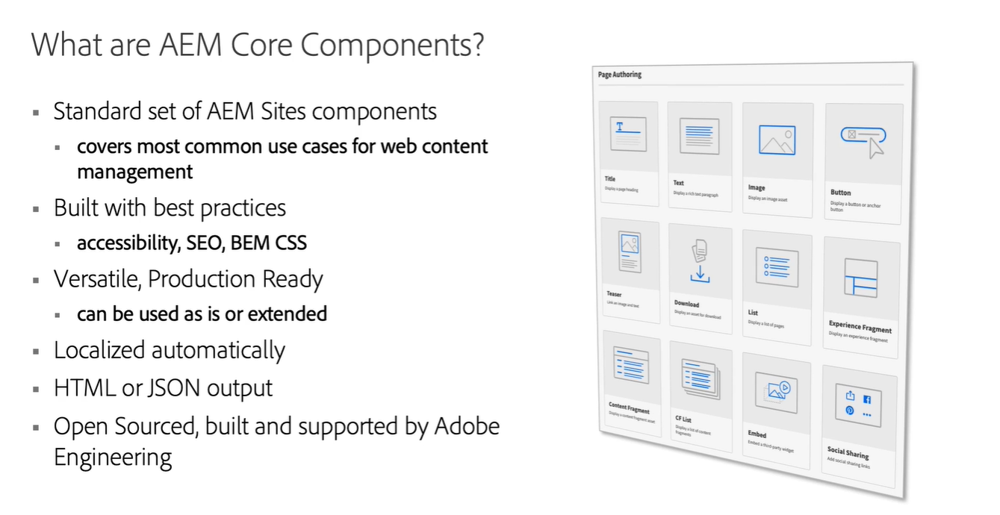 What are AEM Core Components?
Standard set of AEM Sites components
covers most common use cases for web content
management
Built with best practices
accessibility, SEO, BEM CSS
Versatile, Production Ready
can be used as is or extended
Localized automatically
HTML or JSON output
Open Sourced, built and supported by Adobe
Engineering
Page Authoring
Title
Display a page heading
Text
Display a rich text paragraph
Image
Display an image asset
Button
Display a button or anchor
button
Teaser
Link an image and text
Download
Display an asset for download
List
Display a list of pages
Experience Fragment
Display an experience fragment
Content Fragment
Display a content fragment asset
CF List
Display a list of content
fragments
Embed
Embed a third-party widget
Social Sharing
Add social sharing links